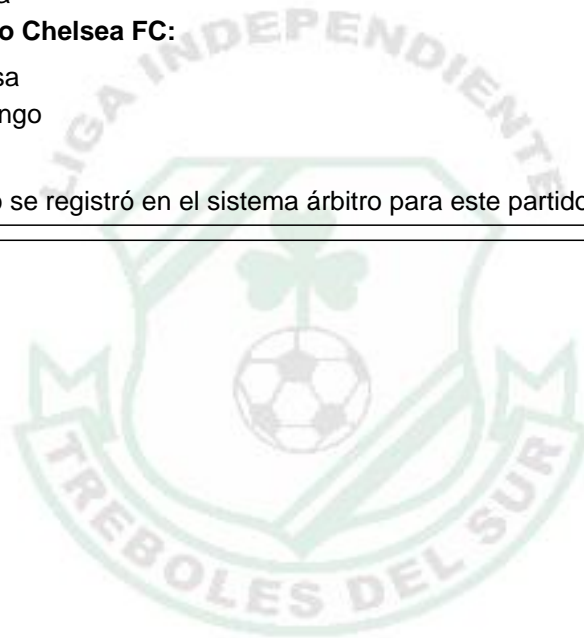 o Chelsea FC:
sa
ngo
o se registró en el sistema árbitro para este partido
LIGA INDEPENDIENTE
TREBOLES DEL SUR